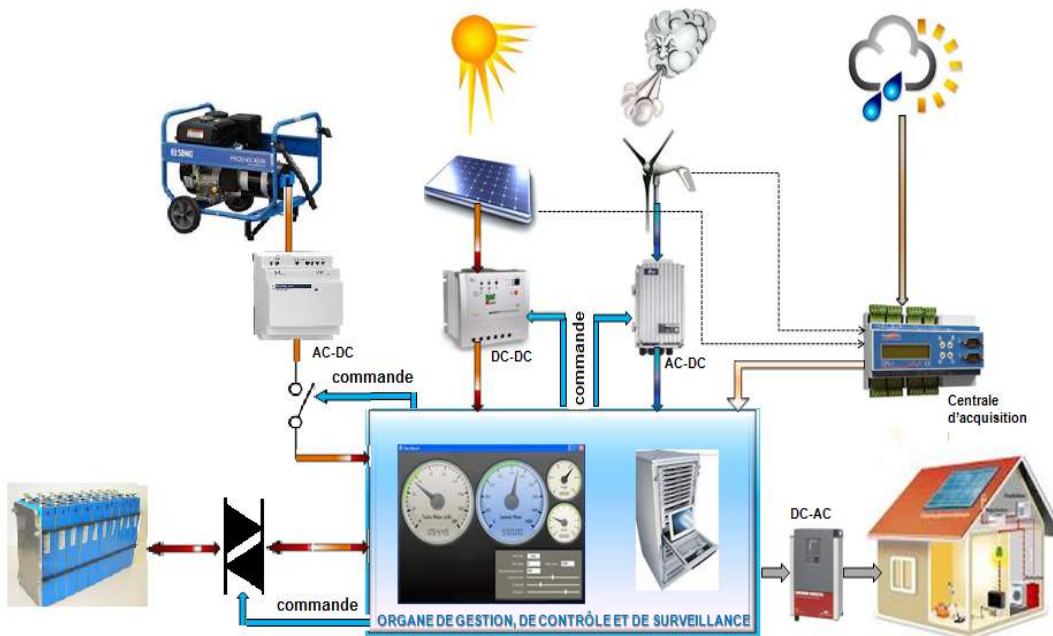 SDMO
AC-DC
DC-DC
AC-DC
commande
commande
Centrale
d'acquisition
DC-AC
commande
ORGANE DE GESTION, DE CONTRÔLE ET DE SURVEILLANCE